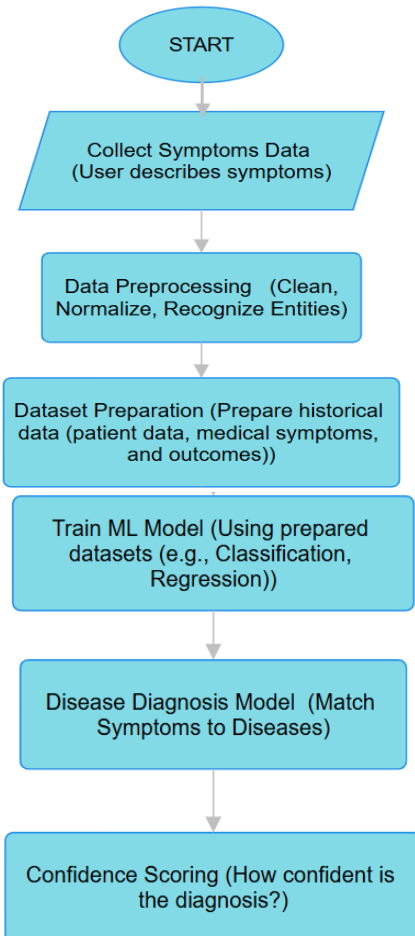 START
Collect Symptoms Data
(User describes symptoms)
Data Preprocessing (Clean,
Normalize, Recognize Entities)
Dataset Preparation (Prepare historical
data (patient data, medical symptoms,
and outcomes))
Train ML Model (Using prepared
datasets (e.g., Classification,
Regression))
Disease Diagnosis Model (Match
Symptoms to Diseases)
Confidence Scoring (How confident is
the diagnosis?)